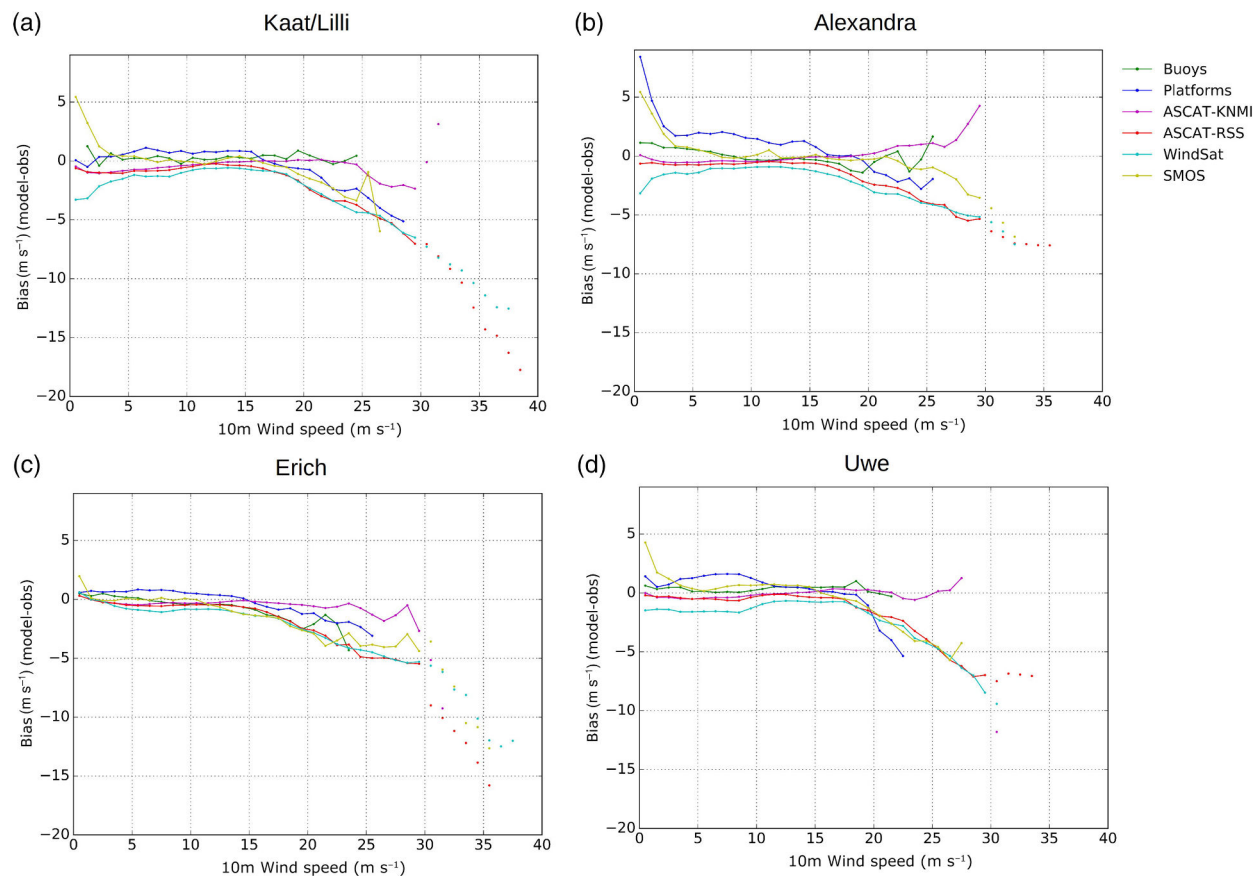 (a) Kaat/Lilli
5
0
−5
−10
−15
−20
0 5 10 15 20 25 30 35 40
Bias (m s⁻¹) (model-obs)
10m Wind speed (m s⁻¹)
(b) Alexandra
5
0
−5
−10
−15
−20
0 5 10 15 20 25 30 35 40
Bias (m s⁻¹) (model-obs)
10m Wind speed (m s⁻¹)
Buoys
Platforms
ASCAT-KNMI
ASCAT-RSS
WindSat
SMOS
(c) Erich
5
0
−5
−10
−15
−20
0 5 10 15 20 25 30 35 40
Bias (m s⁻¹) (model-obs)
10m Wind speed (m s⁻¹)
(d) Uwe
5
0
−5
−10
−15
−20
0 5 10 15 20 25 30 35 40
Bias (m s⁻¹) (model-obs)
10m Wind speed (m s⁻¹)